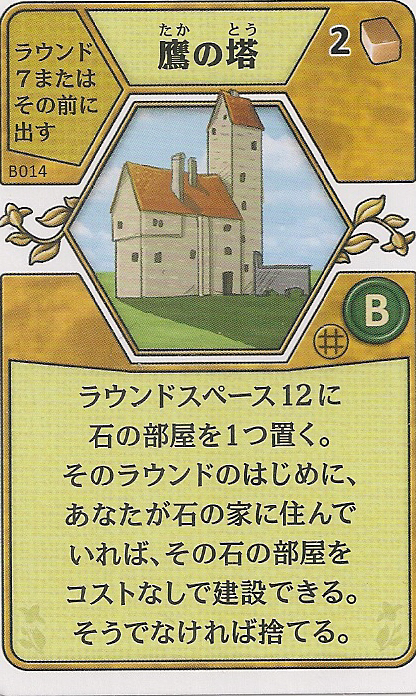 ラウンド
7または
その前に
出す
B014
たか とう
鷹の塔
2
B
ラウンドスペース12に
石の部屋を1つ置く。
そのラウンドのはじめに、
あなたが石の家に住んで
いれば、その石の部屋を
コストなしで建設できる。
そうでなければ捨てる。